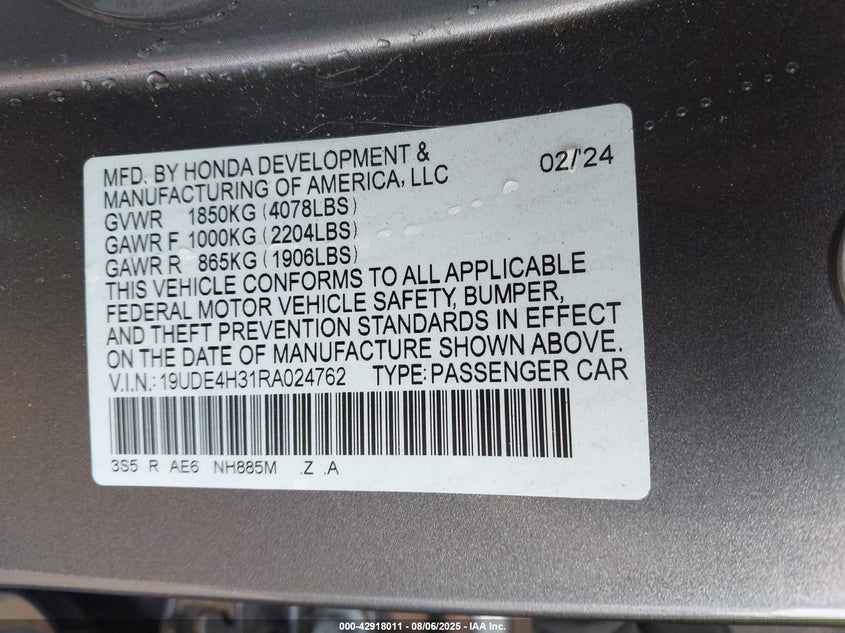 MFD. BY HONDA DEVELOPMENT & 02/'24
MANUFACTURING OF AMERICA, LLC
GVWR 1850KG (4078LBS)
GAWR F 1000KG (2204LBS)
GAWR R 865KG (1906LBS)
THIS VEHICLE CONFORMS TO ALL APPLICABLE
FEDERAL MOTOR VEHICLE SAFETY, BUMPER,
AND THEFT PREVENTION STANDARDS IN EFFECT
ON THE DATE OF MANUFACTURE SHOWN ABOVE.
V.I.N.: 19UDE4H31RA024762 TYPE: PASSENGER CAR
3S5 R AE6 NH885M .Z .A
000-42918011 - 08/06/2025 - IAA Inc.